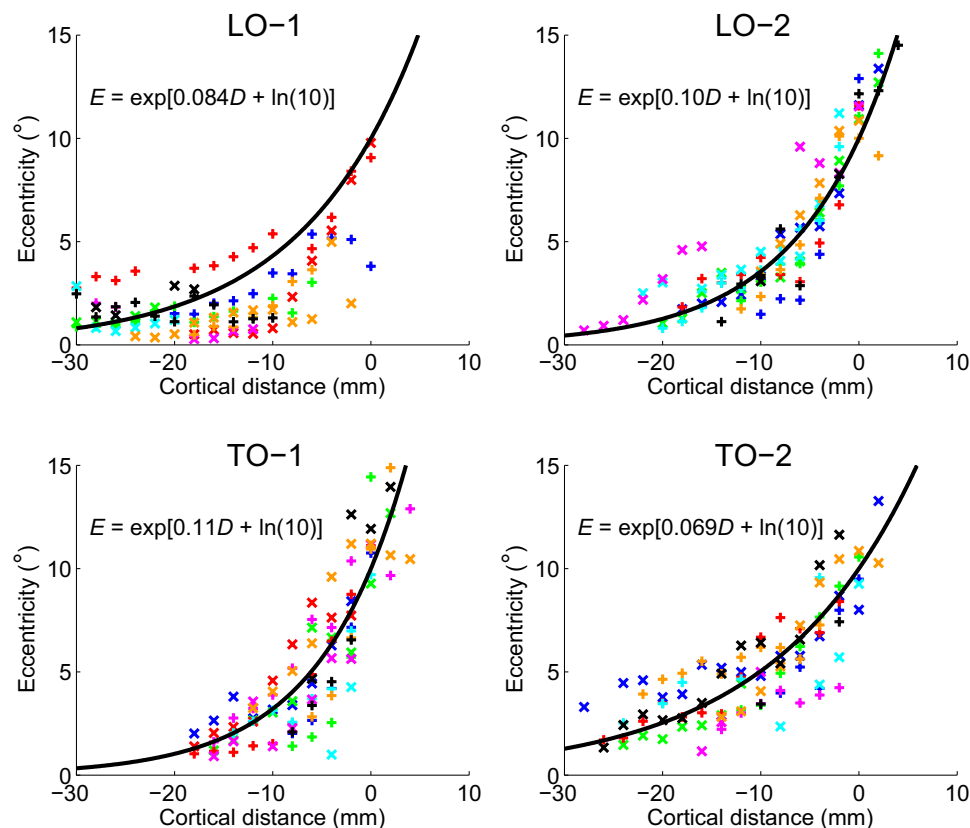 LO−1
E = exp[0.084D + ln(10)]
Eccentricity (°)
15
10
5
0
−30 −20 −10 0 10
Cortical distance (mm)
LO−2
E = exp[0.10D + ln(10)]
Eccentricity (°)
15
10
5
0
−30 −20 −10 0 10
Cortical distance (mm)
TO−1
E = exp[0.11D + ln(10)]
Eccentricity (°)
15
10
5
0
−30 −20 −10 0 10
Cortical distance (mm)
TO−2
E = exp[0.069D + ln(10)]
Eccentricity (°)
15
10
5
0
−30 −20 −10 0 10
Cortical distance (mm)